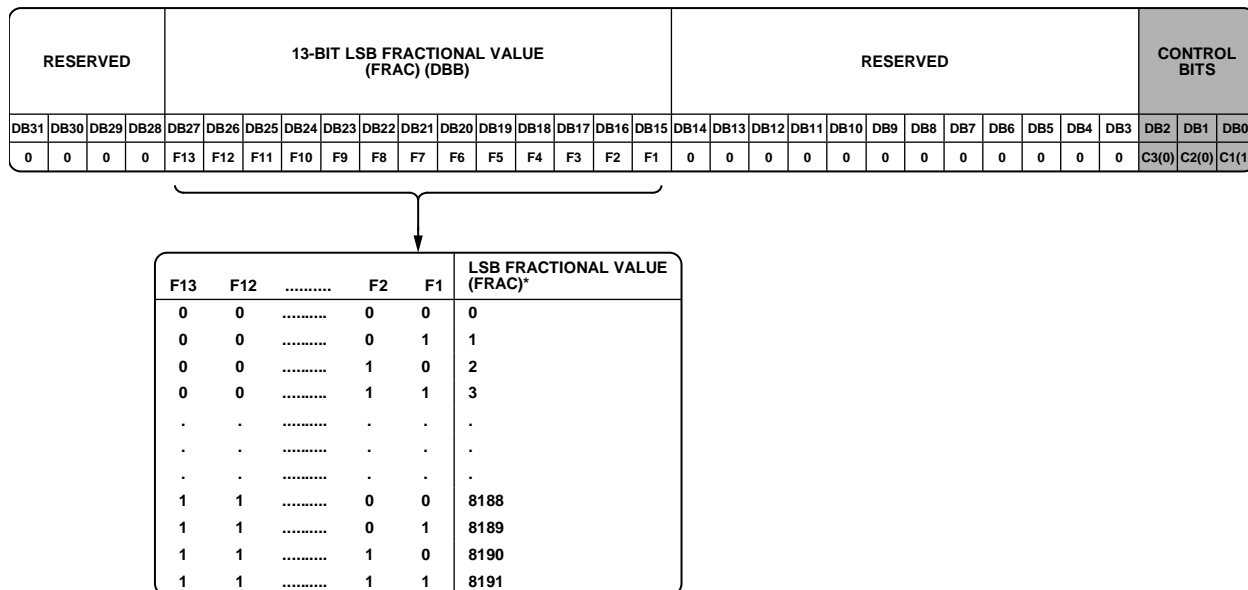 RESERVED
13-BIT LSB FRACTIONAL VALUE
(FRAC) (DBB)
RESERVED
CONTROL
BITS
DB31 DB30 DB29 DB28 DB27 DB26 DB25 DB24 DB23 DB22 DB21 DB20 DB19 DB18 DB17 DB16 DB15 DB14 DB13 DB12 DB11 DB10 DB9 DB8 DB7 DB6 DB5 DB4 DB3 DB2 DB1 DB0
0 0 0 0 F13 F12 F11 F10 F9 F8 F7 F6 F5 F4 F3 F2 F1 0 0 0 0 0 0 0 0 0 0 0 0 C3(0) C2(0) C1(1
F13 F12 .......... F2 F1 LSB FRACTIONAL VALUE
(FRAC)*
0 0 .......... 0 0 0
0 0 .......... 0 1 1
0 0 .......... 1 0 2
0 0 .......... 1 1 3
. . .......... . . .
. . .......... . . .
. . .......... . . .
1 1 .......... 0 0 8188
1 1 .......... 0 1 8189
1 1 .......... 1 0 8190
1 1 .......... 1 1 8191